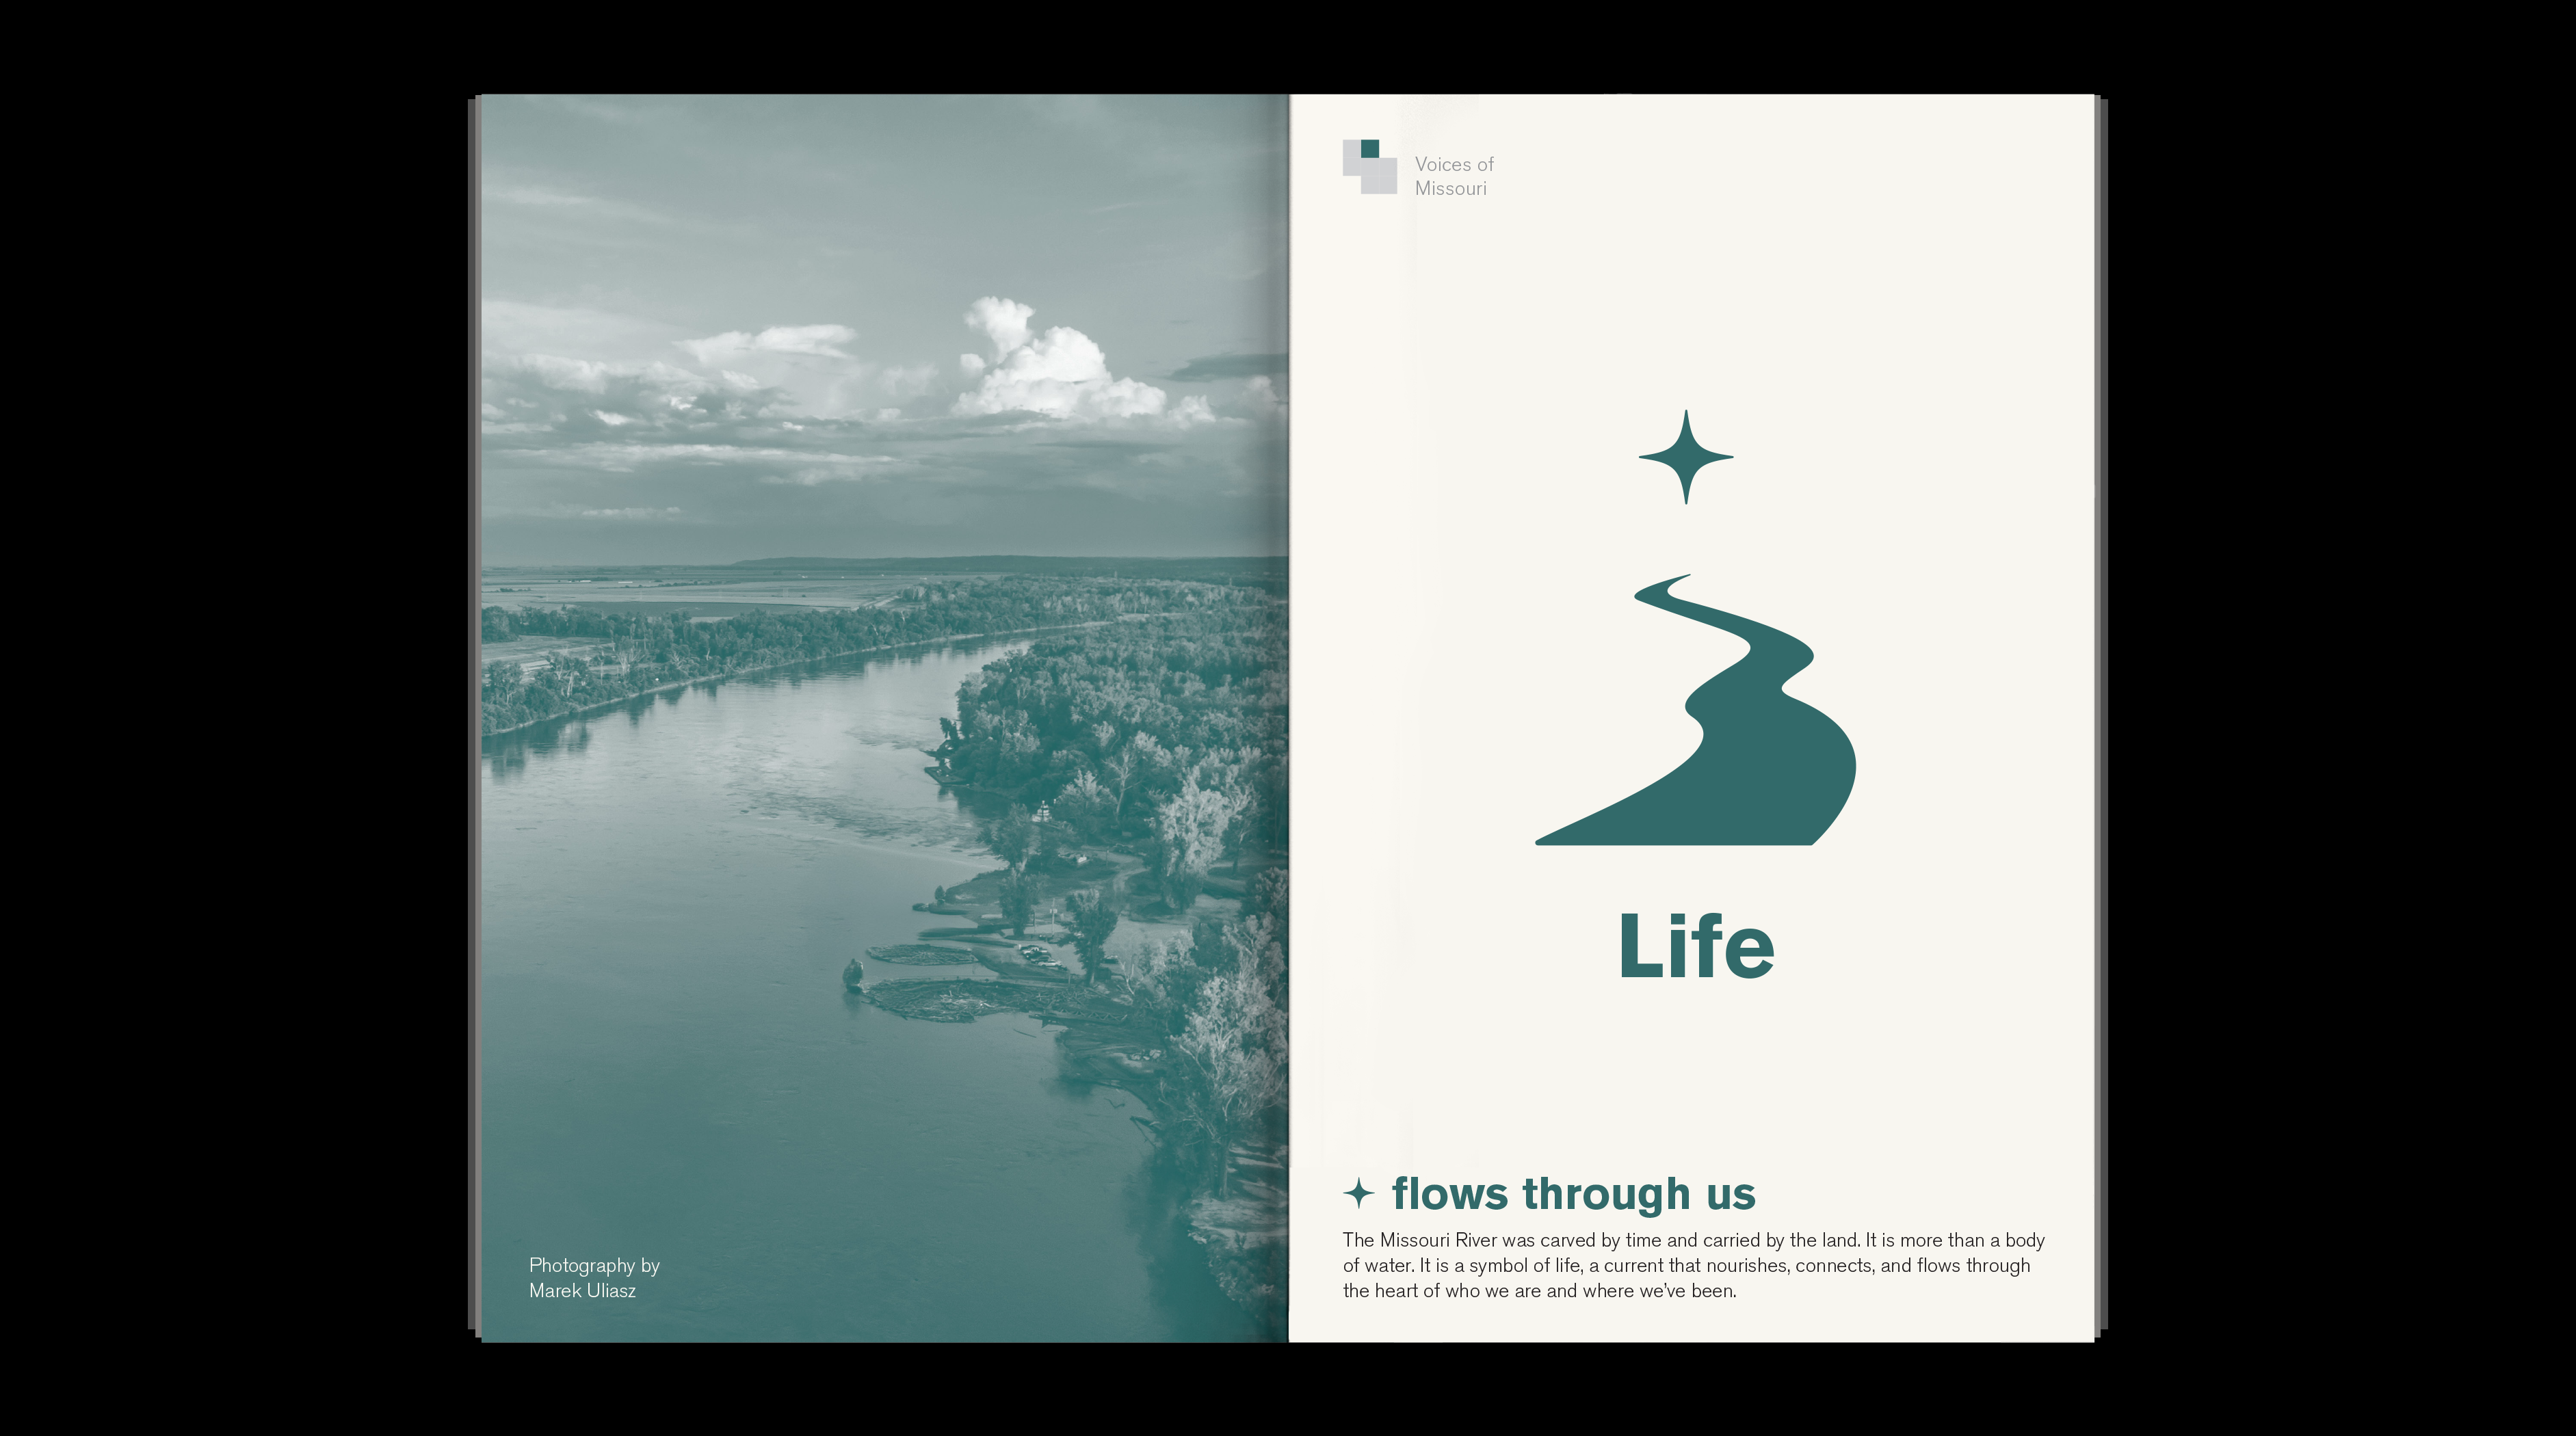 Photography by
Marek Uliasz
Voices of
Missouri
Life
flows through us
The Missouri River was carved by time and carried by the land. It is more than a body
of water. It is a symbol of life, a current that nourishes, connects, and flows through
the heart of who we are and where we’ve been.